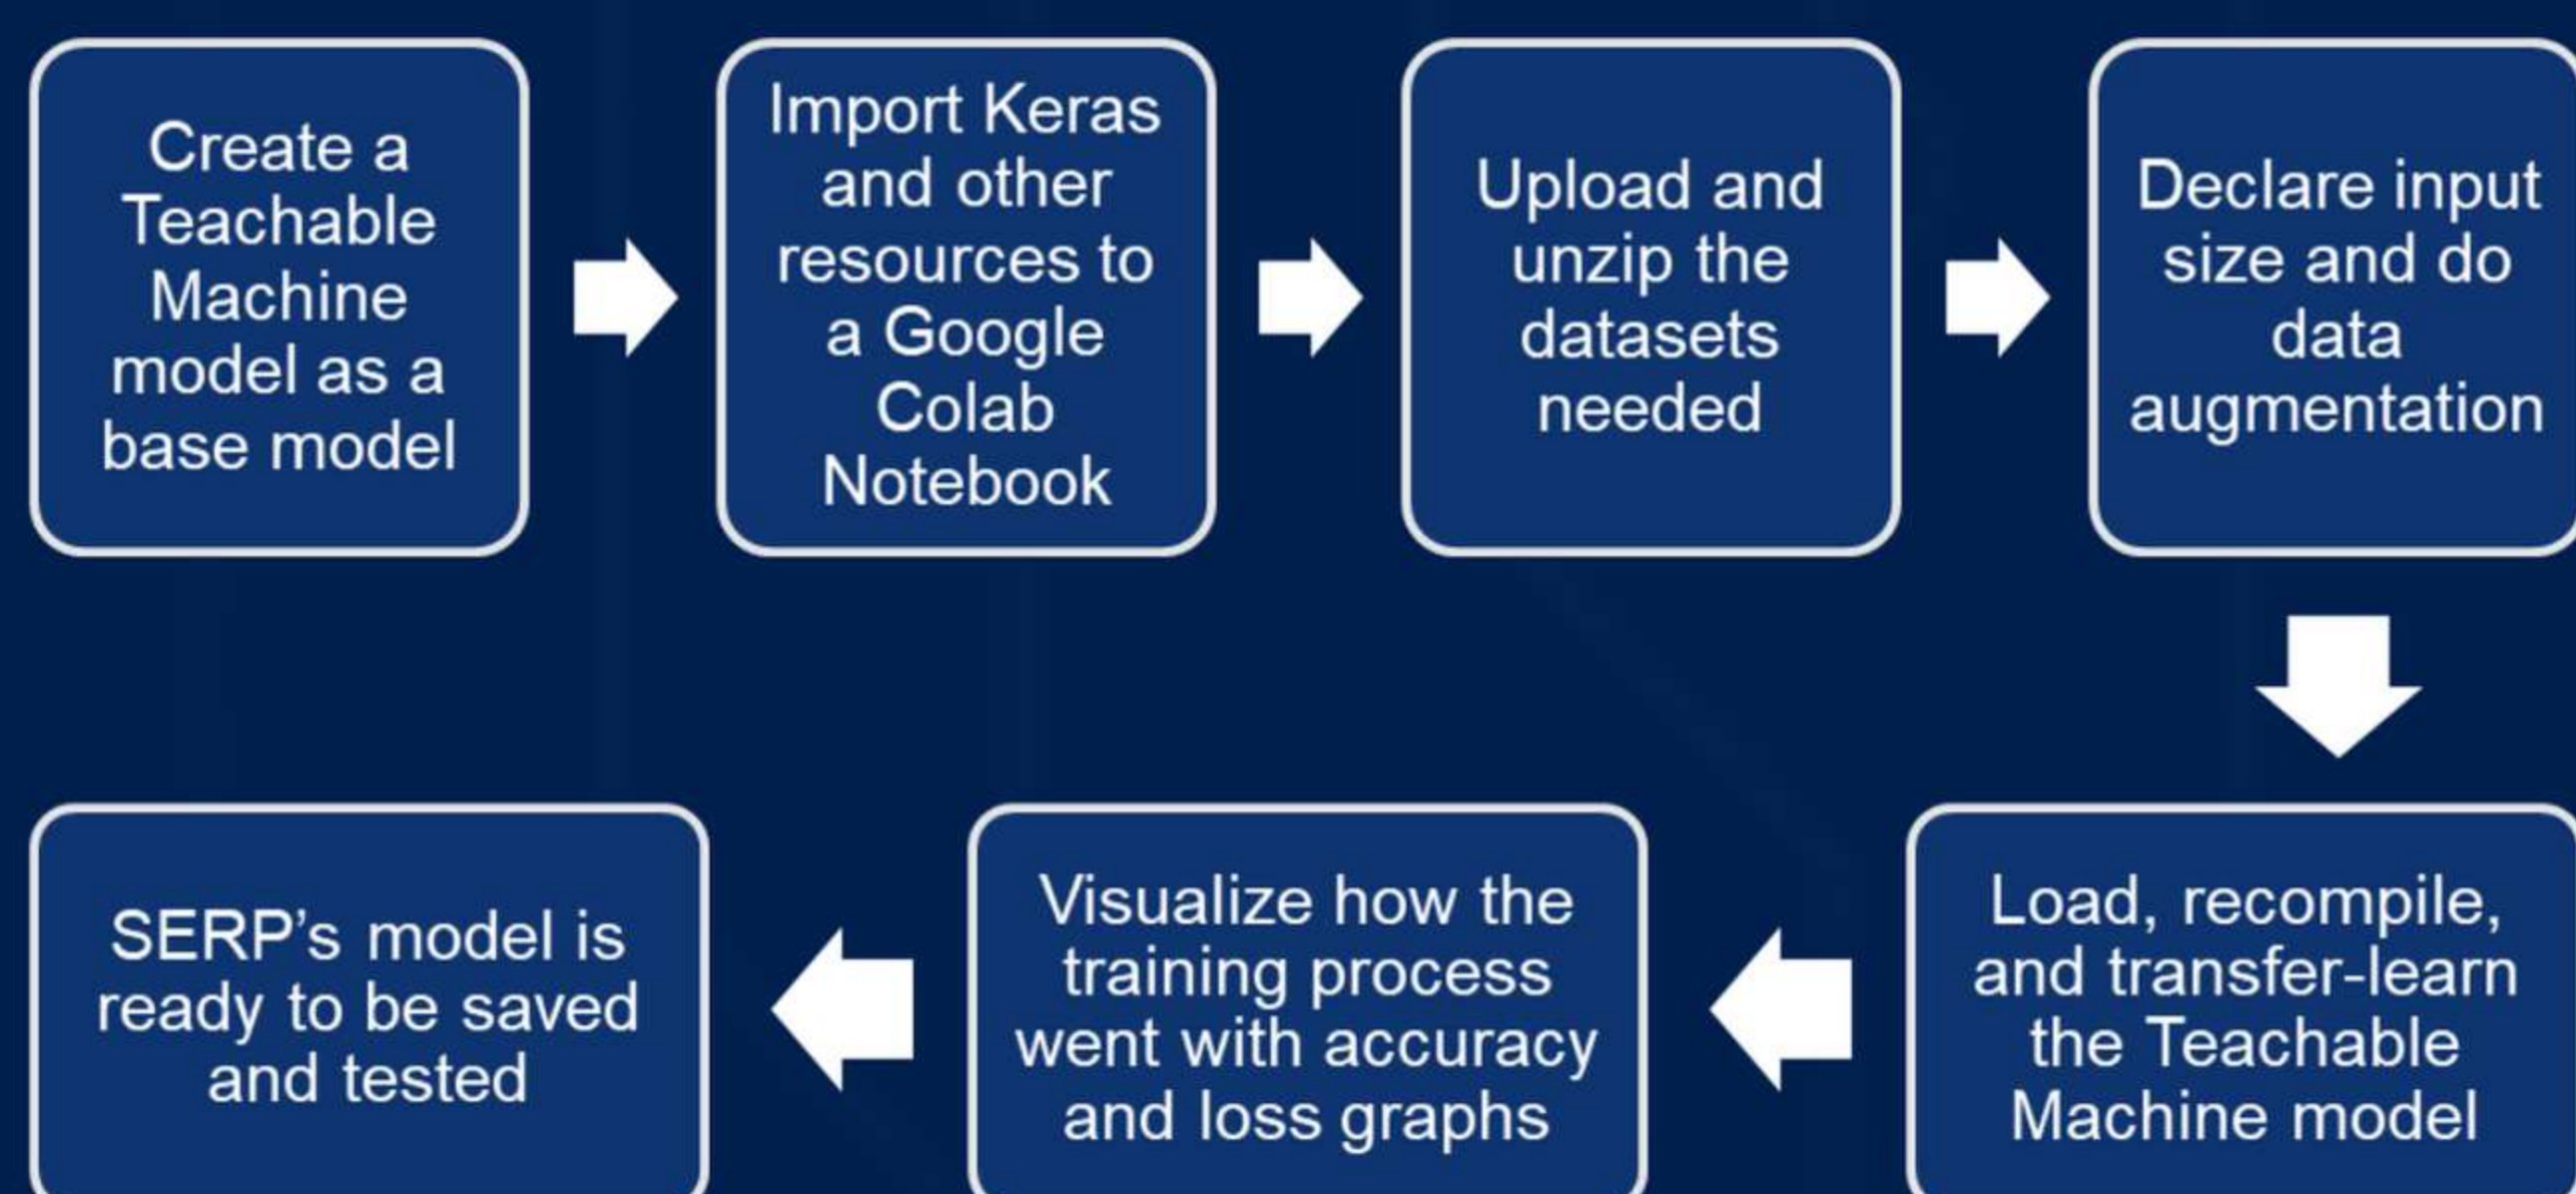 Create a
Teachable
Machine
model as a
base model
Import Keras
and other
resources to
a Google
Colab
Notebook
Upload and
unzip the
datasets
needed
Declare input
size and do
data
augmentation
Load, recompile,
and transfer-learn
the Teachable
Machine model
Visualize how the
training process
went with accuracy
and loss graphs
SERP’s model is
ready to be saved
and tested